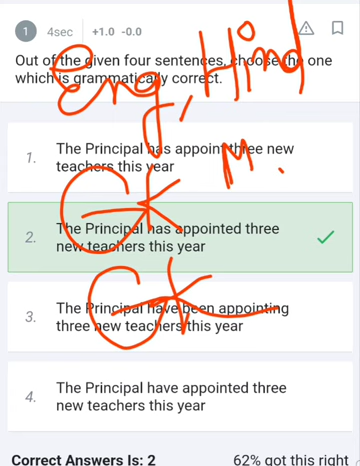 1 4sec +1.0 -0.0
Out of the given four sentences, choose the one
which is grammatically correct.
Eng, Hind
M.
1. The Principal has appoint three new
teachers this year
2. The Principal has appointed three
new teachers this year
3. The Principal have been appointing
three new teachers this year
4. The Principal have appointed three
new teachers this year
Correct Answers Is: 2 62% got this right